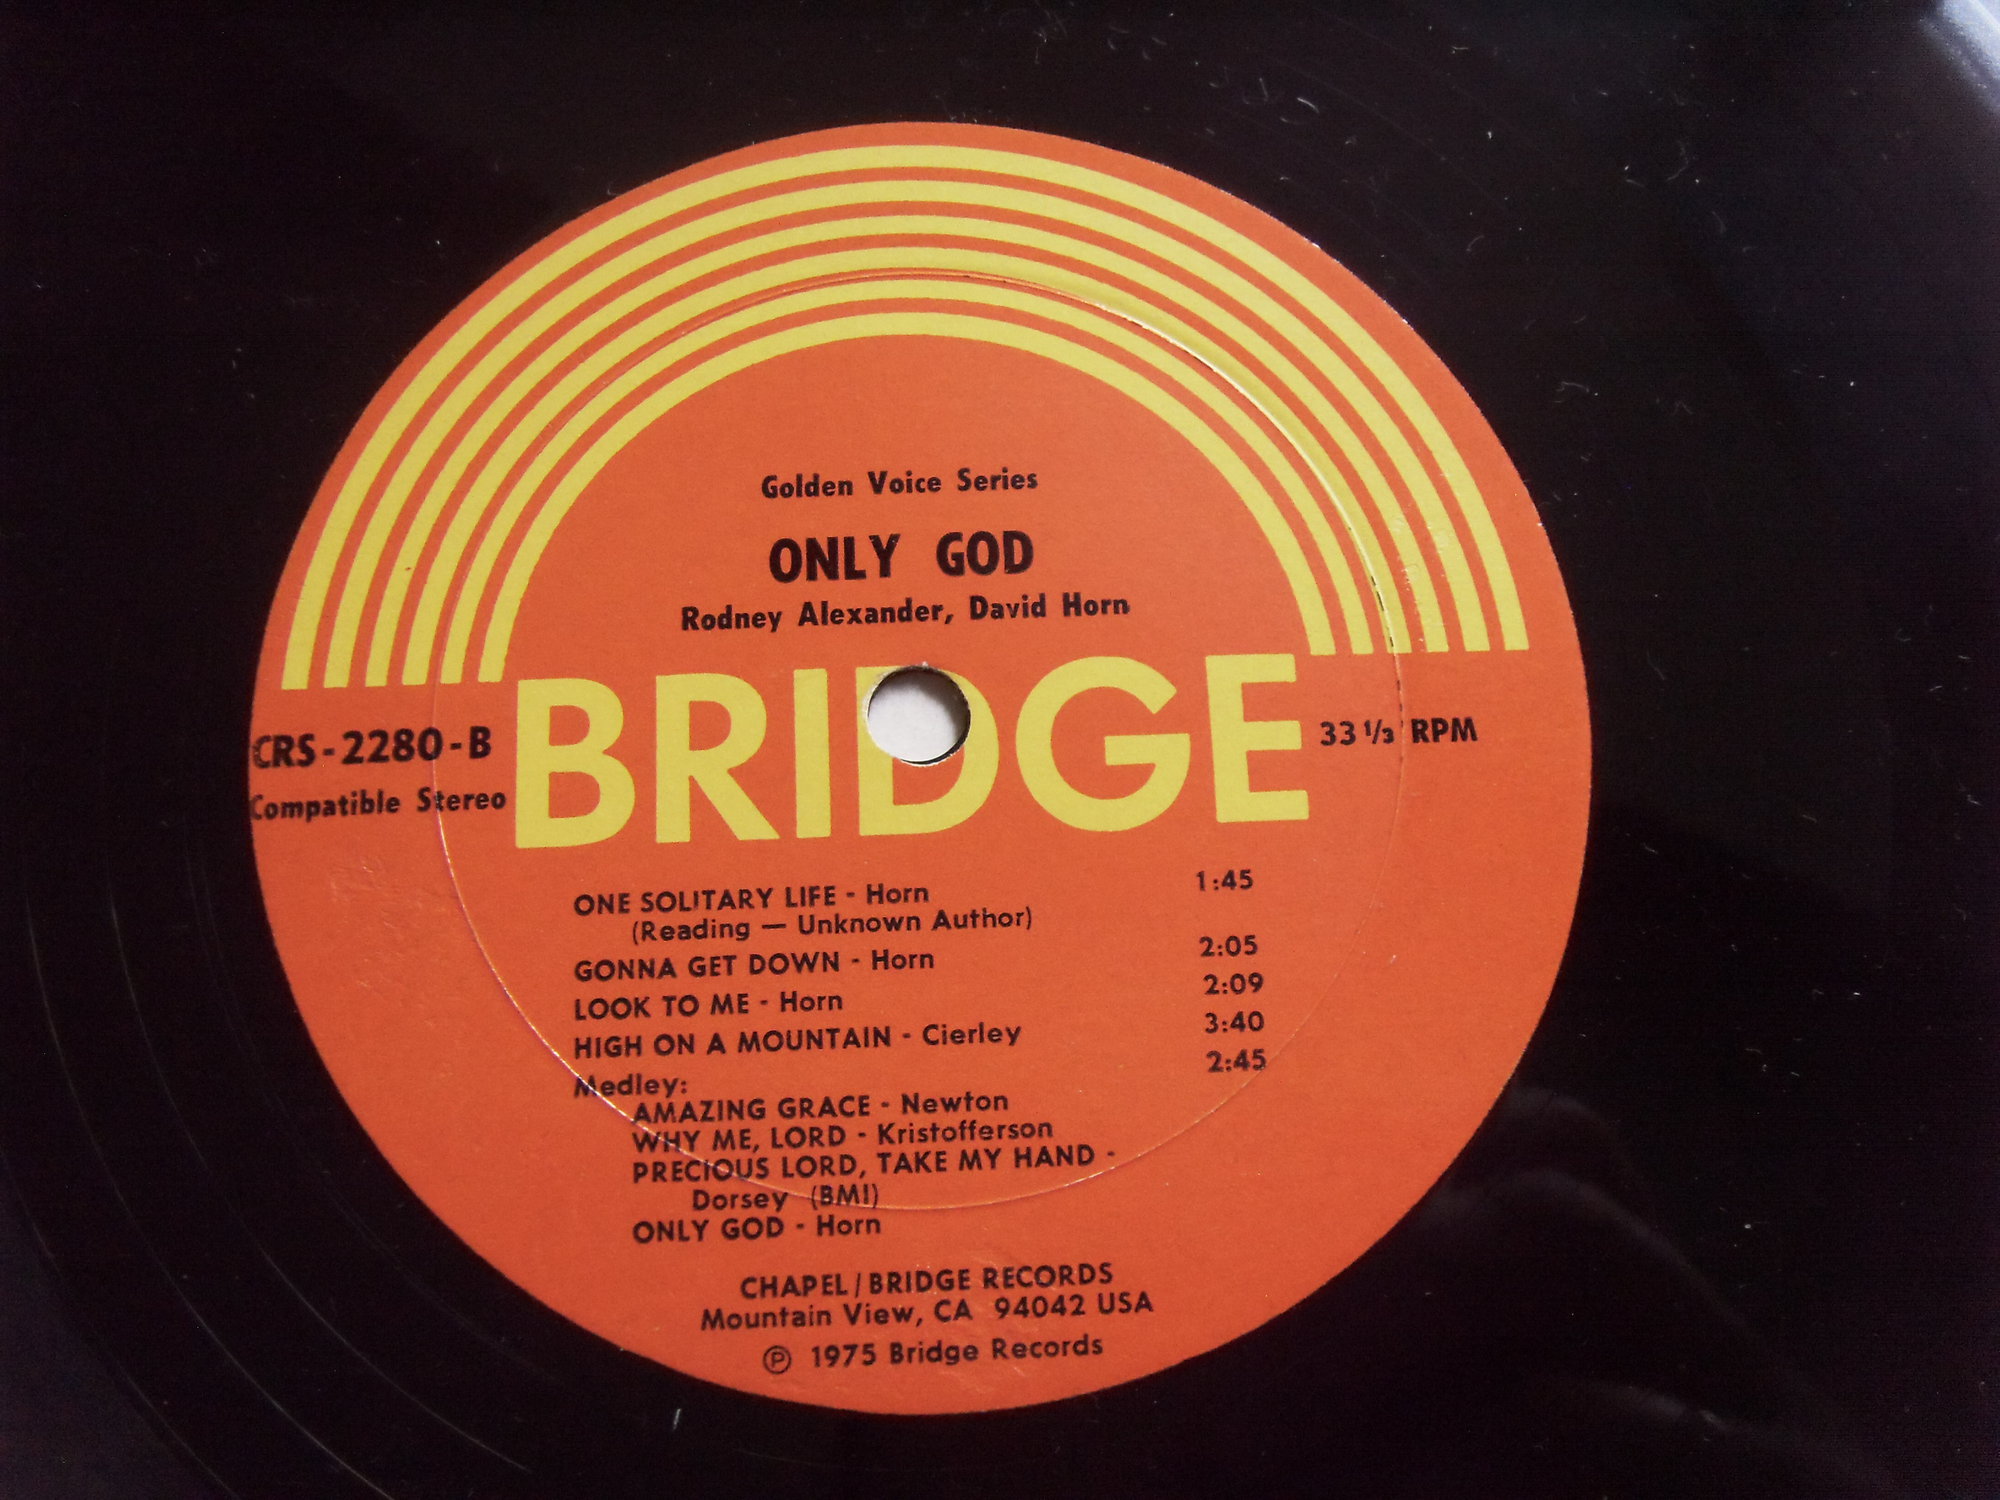 Golden Voice Series
ONLY GOD
Rodney Alexander, David Horn
BRIDGE
CRS-2280-B
Compatible Stereo
33 1/3 RPM
ONE SOLITARY LIFE - Horn 1:45
(Reading — Unknown Author)
GONNA GET DOWN - Horn 2:05
LOOK TO ME - Horn 2:09
HIGH ON A MOUNTAIN - Cierley 3:40
Medley: 2:45
AMAZING GRACE - Newton
WHY ME, LORD - Kristofferson
PRECIOUS LORD, TAKE MY HAND -
Dorsey (BMI)
ONLY GOD - Horn
CHAPEL/BRIDGE RECORDS
Mountain View, CA 94042 USA
℗ 1975 Bridge Records